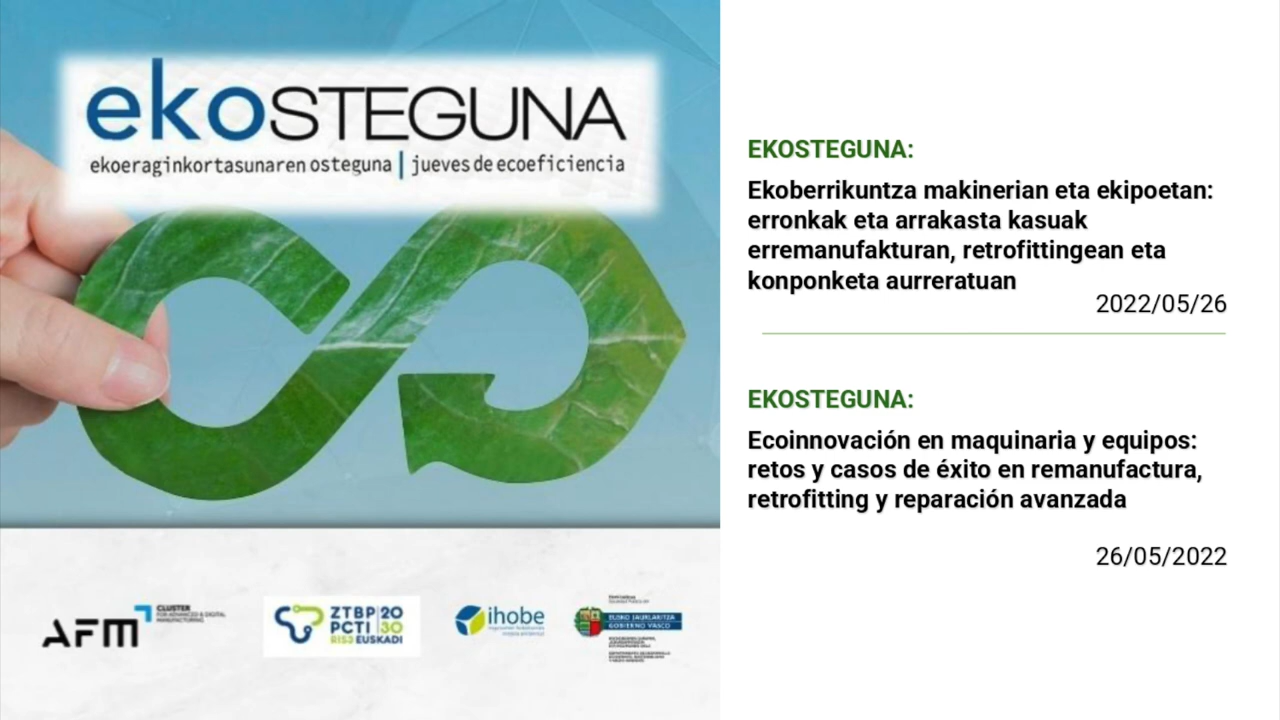 ekoSTEGUNA
ekoeraginkortasunaren osteguna | jueves de ecoeficiencia
EKOSTEGUNA:
Ekoberrikuntza makinerian eta ekipoetan:
erronkak eta arrakasta kasuak
erremanufakturan, retrofittingean eta
konponketa aurreratuan
2022/05/26
EKOSTEGUNA:
Ecoinnovación en maquinaria y equipos:
retos y casos de éxito en remanufactura,
retrofitting y reparación avanzada
26/05/2022
AFM
CLUSTER
FOR ADVANCED & DIGITAL
MANUFACTURING
ZTBP 20
PCTI 30
RIS3 EUSKADI
ihobe
EUSKO JAURLARITZA
GOBIERNO VASCO